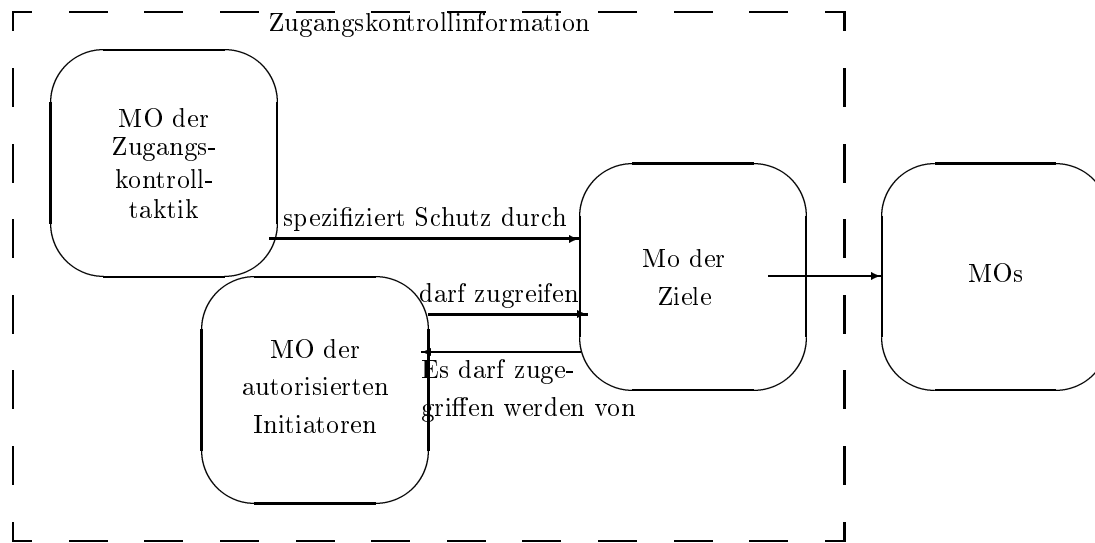 Zugangskontrollinformation
MO der
Zugangs-
kontroll-
taktik
spezifiziert Schutz durch
Mo der
Ziele
MOs
darf zugreifen
MO der
autorisierten
Initiatoren
Es darf zuge-
griffen werden von